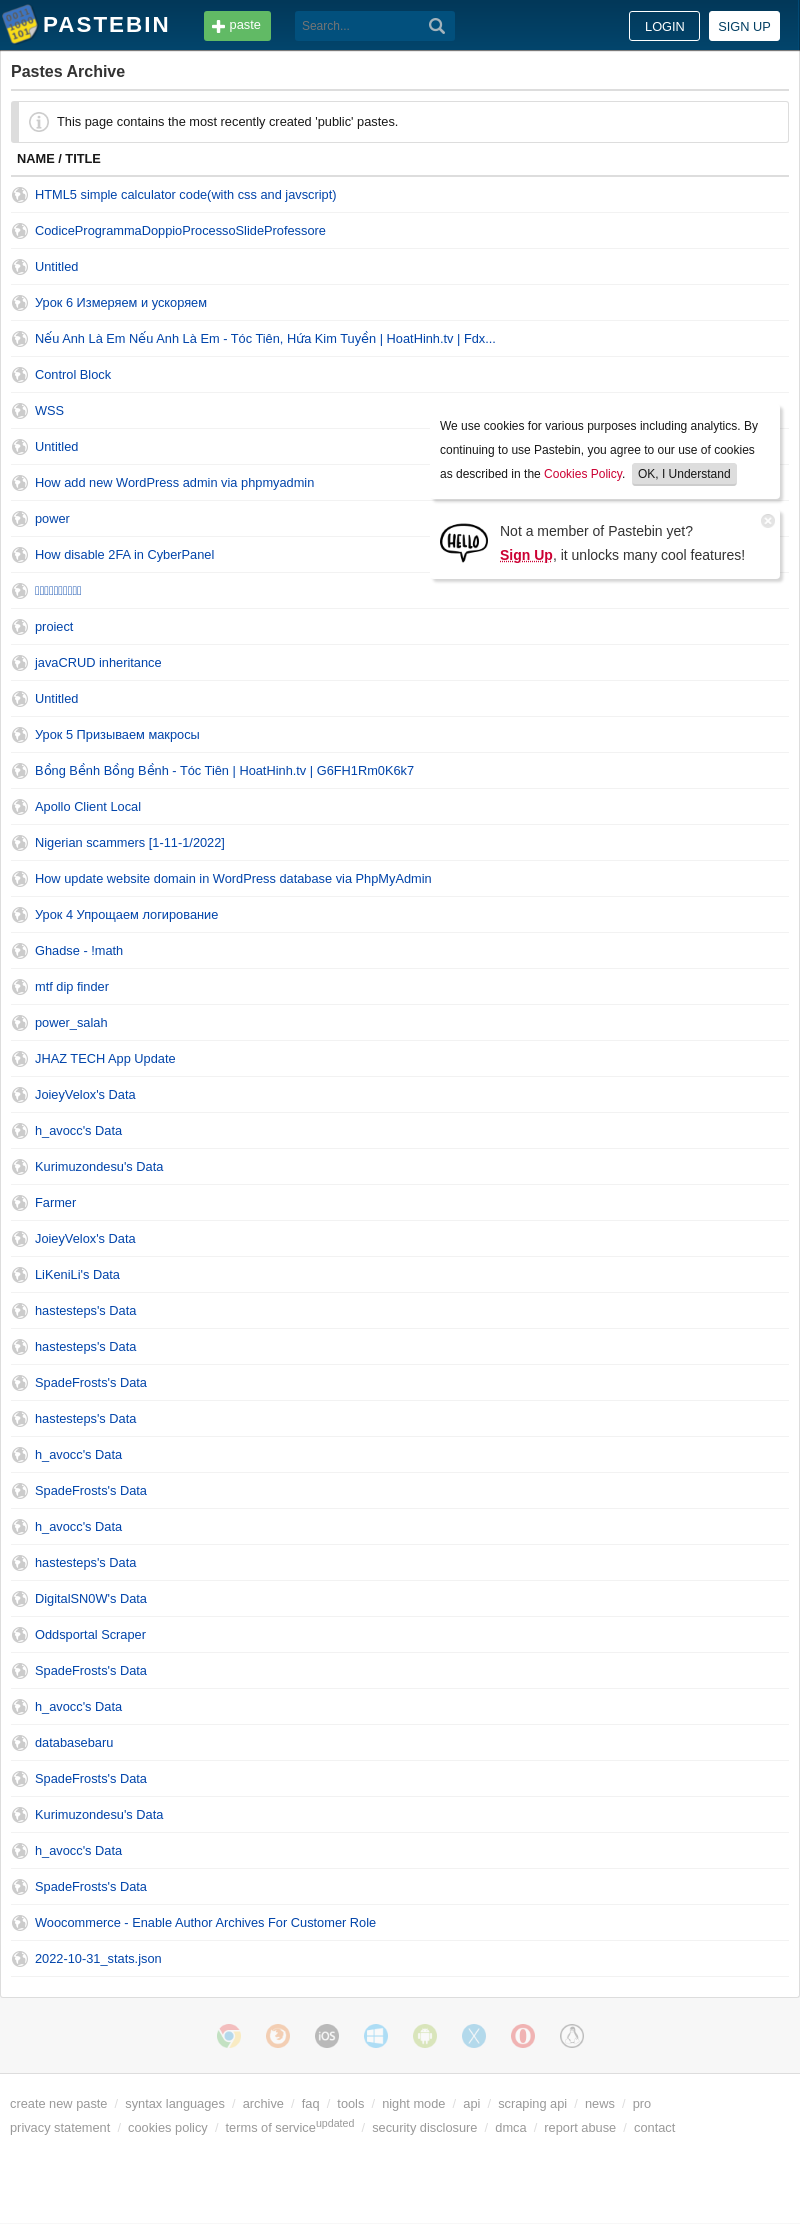 PASTEBIN
paste
Search...
LOGIN
SIGN UP
Pastes Archive
This page contains the most recently created 'public' pastes.
NAME / TITLE
HTML5 simple calculator code(with css and javscript)
CodiceProgrammaDoppioProcessoSlideProfessore
Untitled
Урок 6 Измеряем и ускоряем
Nếu Anh Là Em Nếu Anh Là Em - Tóc Tiên, Hứa Kim Tuyền | HoatHinh.tv | Fdx...
Control Block
WSS
Untitled
How add new WordPress admin via phpmyadmin
power
How disable 2FA in CyberPanel
We use cookies for various purposes including analytics. By
continuing to use Pastebin, you agree to our use of cookies
as described in the Cookies Policy. OK, I Understand
HELLO
Not a member of Pastebin yet?
Sign Up, it unlocks many cool features!
proiect
javaCRUD inheritance
Untitled
Урок 5 Призываем макросы
Bồng Bềnh Bồng Bềnh - Tóc Tiên | HoatHinh.tv | G6FH1Rm0K6k7
Apollo Client Local
Nigerian scammers [1-11-1/2022]
How update website domain in WordPress database via PhpMyAdmin
Урок 4 Упрощаем логирование
Ghadse - !math
mtf dip finder
power_salah
JHAZ TECH App Update
JoieyVelox's Data
h_avocc's Data
Kurimuzondesu's Data
Farmer
JoieyVelox's Data
LiKeniLi's Data
hastesteps's Data
hastesteps's Data
SpadeFrosts's Data
hastesteps's Data
h_avocc's Data
SpadeFrosts's Data
h_avocc's Data
hastesteps's Data
DigitalSN0W's Data
Oddsportal Scraper
SpadeFrosts's Data
h_avocc's Data
databasebaru
SpadeFrosts's Data
Kurimuzondesu's Data
h_avocc's Data
SpadeFrosts's Data
Woocommerce - Enable Author Archives For Customer Role
2022-10-31_stats.json
iOS
create new paste / syntax languages / archive / faq / tools / night mode / api / scraping api / news / pro
privacy statement / cookies policy / terms of service updated / security disclosure / dmca / report abuse / contact